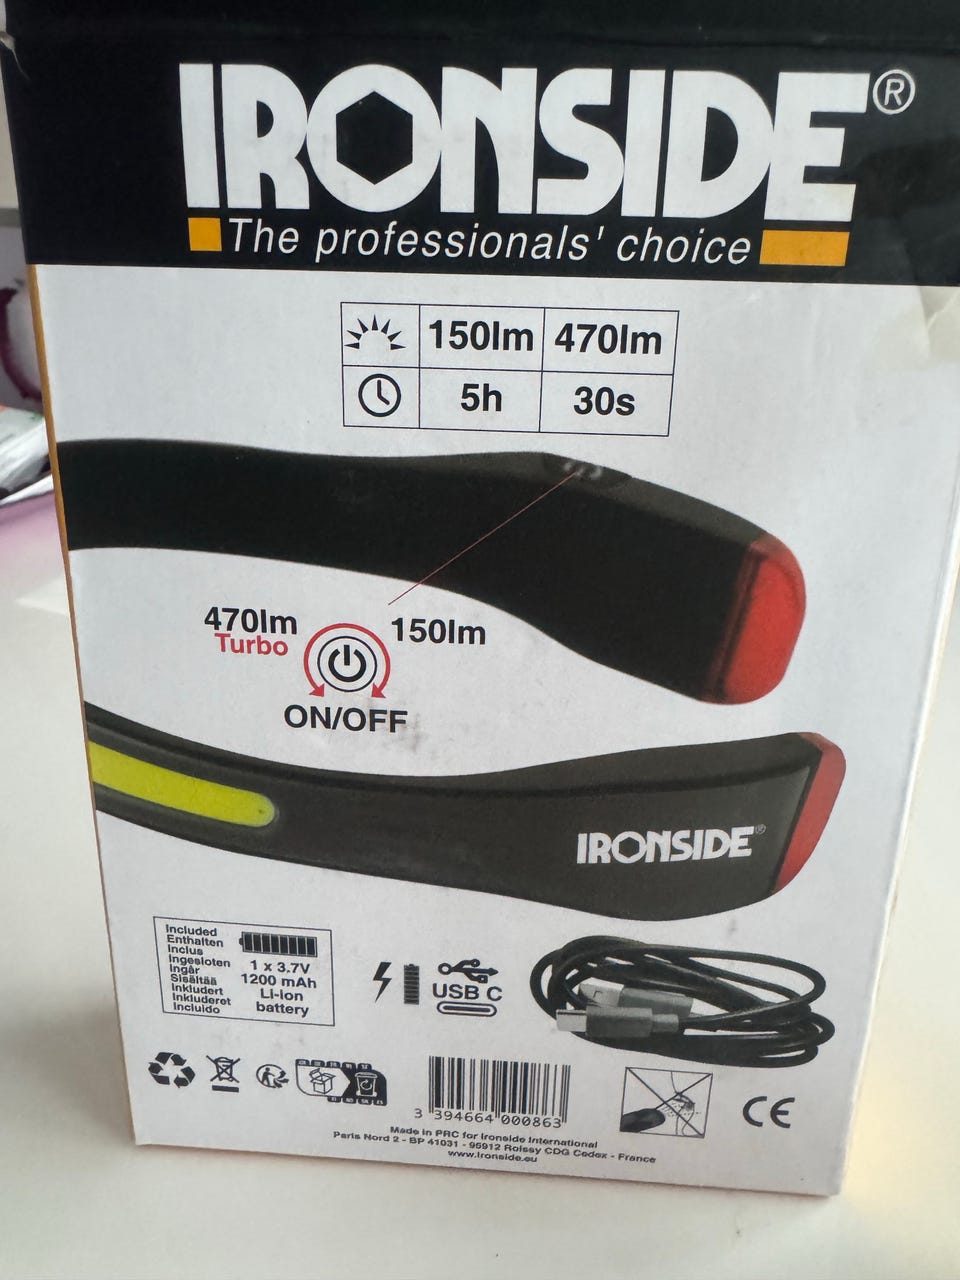 IRONSIDE®
The professionals' choice
150lm 470lm
5h 30s
470lm
Turbo
150lm
ON/OFF
IRONSIDE®
Included
Enthalten
Inclus
Ingesloten
Ingår
Sisältää
Inkludert
Inkluderet
Incluido
1 x 3.7V
1200 mAh
Li-Ion
battery
USB C
3 394664 000863
CE
Made in PRC for Ironside International
Paris Nord 2 - BP 41031 - 95912 Roissy CDG Cedex - France
www.ironside.eu